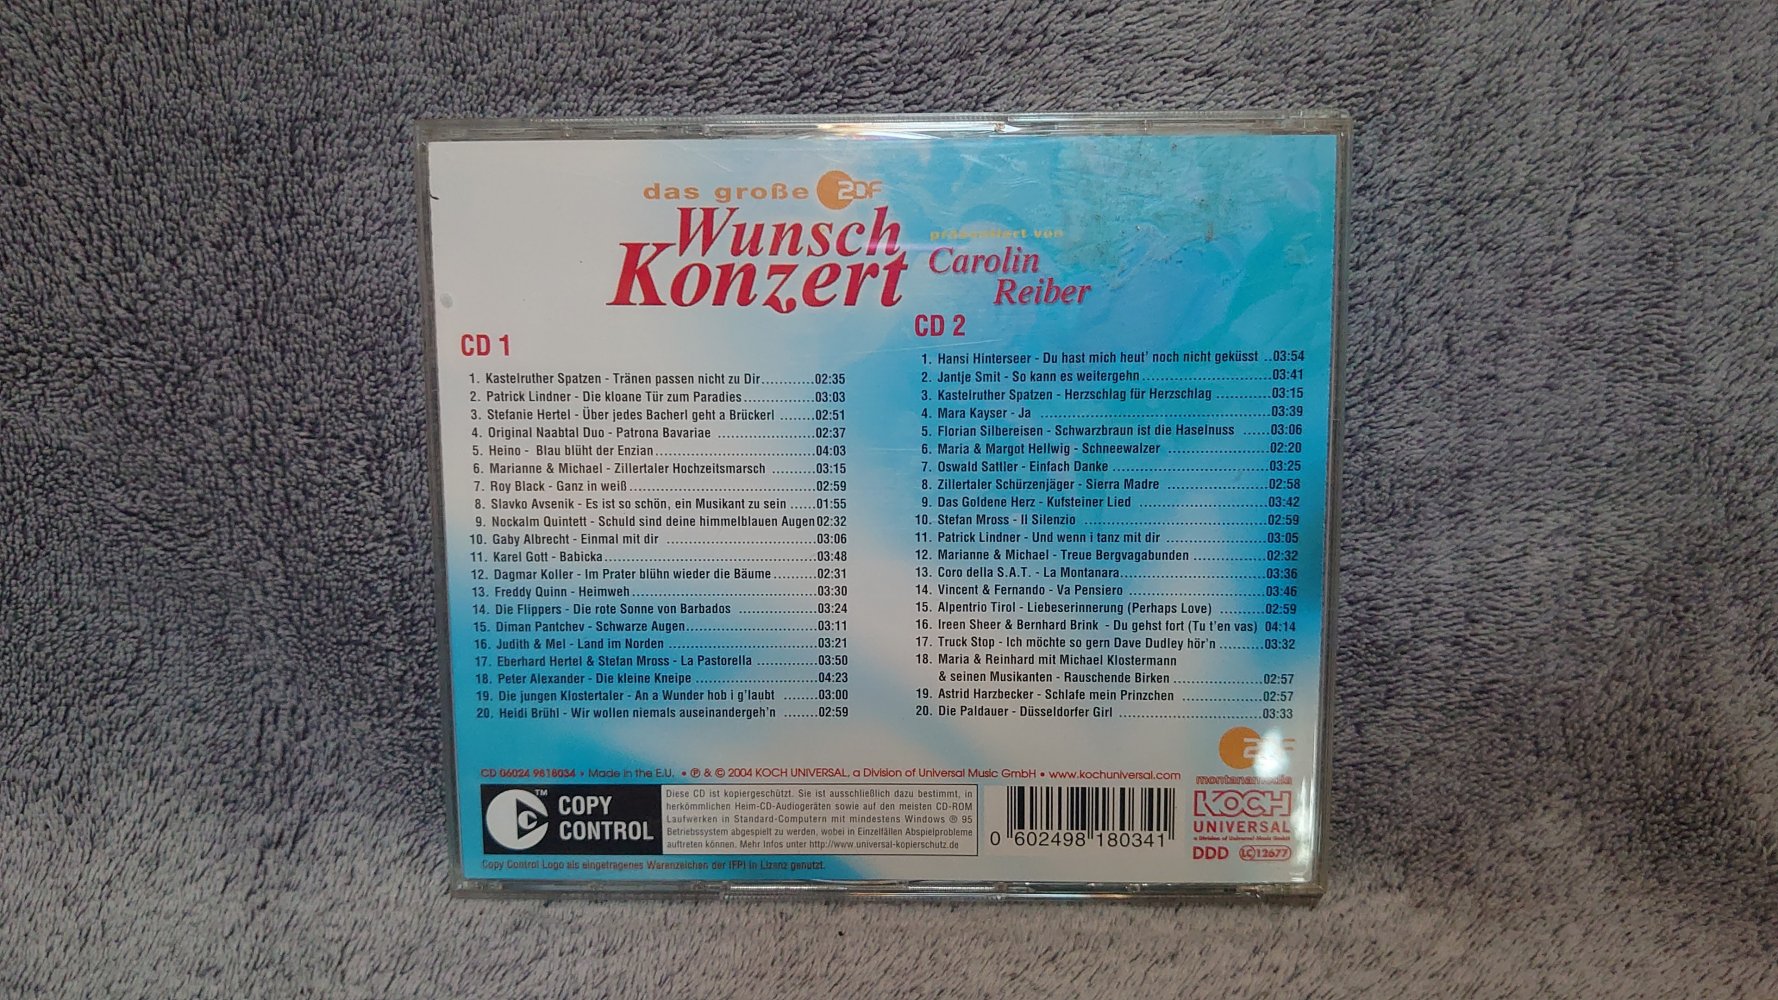 das große ZDF
Wunsch
Konzert
präsentiert von
Carolin
Reiber
CD 1
1. Kastelruther Spatzen - Tränen passen nicht zu Dir............02:35
2. Patrick Lindner - Die kloane Tür zum Paradies................03:03
3. Stefanie Hertel - Über jedes Bacherl geht a Brückerl ........02:51
4. Original Naabtal Duo - Patrona Bavariae ......................02:37
5. Heino - Blau blüht der Enzian....................................04:03
6. Marianne & Michael - Zillertaler Hochzeitsmarsch ...........03:15
7. Roy Black - Ganz in weiß..........................................02:59
8. Slavko Avsenik - Es ist so schön, ein Musikant zu sein ......01:55
9. Nockalm Quintett - Schuld sind deine himmelblauen Augen 02:32
10. Gaby Albrecht - Einmal mit dir .................................03:06
11. Karel Gott - Babicka...............................................03:48
12. Dagmar Koller - Im Prater blühn wieder die Bäume..........02:31
13. Freddy Quinn - Heimweh..........................................03:30
14. Die Flippers - Die rote Sonne von Barbados .................03:24
15. Diman Pantchev - Schwarze Augen.............................03:11
16. Judith & Mel - Land im Norden .................................03:21
17. Eberhard Hertel & Stefan Mross - La Pastorella .............03:50
18. Peter Alexander - Die kleine Kneipe ...........................04:23
19. Die jungen Klostertaler - An a Wunder hob i g'laubt .......03:00
20. Heidi Brühl - Wir wollen niemals auseinandergeh'n ........02:59
CD 2
1. Hansi Hinterseer - Du hast mich heut' noch nicht geküsst ..03:54
2. Jantje Smit - So kann es weitergehn.............................03:41
3. Kastelruther Spatzen - Herzschlag für Herzschlag ............03:15
4. Mara Kayser - Ja ..................................................03:39
5. Florian Silbereisen - Schwarzbraun ist die Haselnuss ......03:06
6. Maria & Margot Hellwig - Schneewalzer ........................02:20
7. Oswald Sattler - Einfach Danke...................................03:25
8. Zillertaler Schürzenjäger - Sierra Madre .......................02:58
9. Das Goldene Herz - Kufsteiner Lied .............................03:42
10. Stefan Mross - Il Silenzio ........................................02:59
11. Patrick Lindner - Und wenn i tanz mit dir ......................03:05
12. Marianne & Michael - Treue Bergvagabunden .................02:32
13. Coro della S.A.T. - La Montanara.................................03:36
14. Vincent & Fernando - Va Pensiero ...............................03:46
15. Alpentrio Tirol - Liebeserinnerung (Perhaps Love) ..........02:59
16. Ireen Sheer & Bernhard Brink - Du gehst fort (Tu t'en vas) 04:14
17. Truck Stop - Ich möchte so gern Dave Dudley hör'n ..........03:32
18. Maria & Reinhard mit Michael Klostermann
& seinen Musikanten - Rauschende Birken ......................02:57
19. Astrid Harzbecker - Schlafe mein Prinzchen ....................02:57
20. Die Paldauer - Düsseldorfer Girl .................................03:33
ZDF
montanamedia
CD 06024 9818034 • Made in the E.U. • ℗ & © 2004 KOCH UNIVERSAL, a Division of Universal Music GmbH • www.kochuniversal.com
TM
COPY
CONTROL
Diese CD ist kopiergeschützt. Sie ist ausschließlich dazu bestimmt, in
herkömmlichen Heim-CD-Audiogeräten sowie auf den meisten CD-ROM
Laufwerken in Standard-Computern mit mindestens Windows ® 95
Betriebssystem abgespielt zu werden, wobei in Einzelfällen Abspielprobleme
auftreten können. Mehr Infos unter http://www.universal-kopierschutz.de
Copy Control Logo als eingetragenes Warenzeichen der IFPI in Lizenz genutzt.
0 602498 180341
KOCH
UNIVERSAL
a Division of Universal Music GmbH
DDD LC 12677